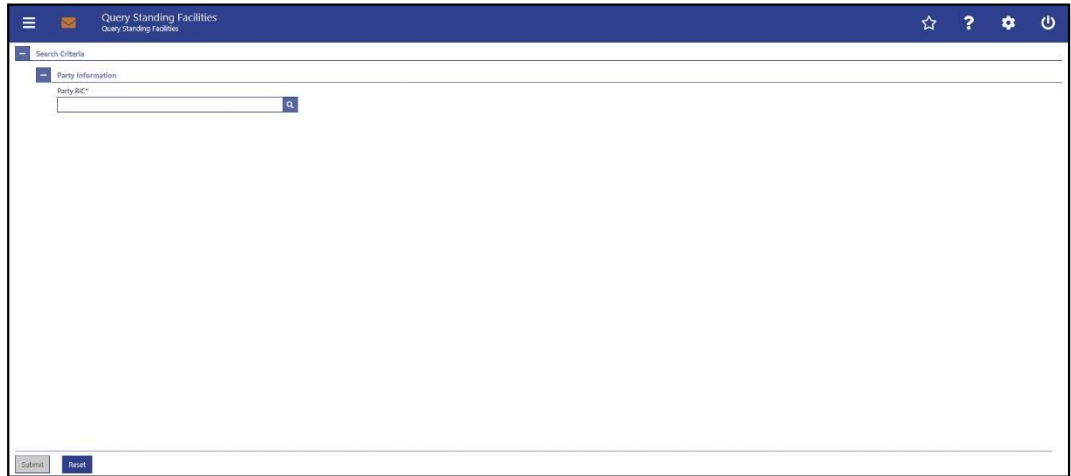 Query Standing Facilities
Query Standing Facilities
Search Criteria
Party Information
Party BIC*
Submit
Reset